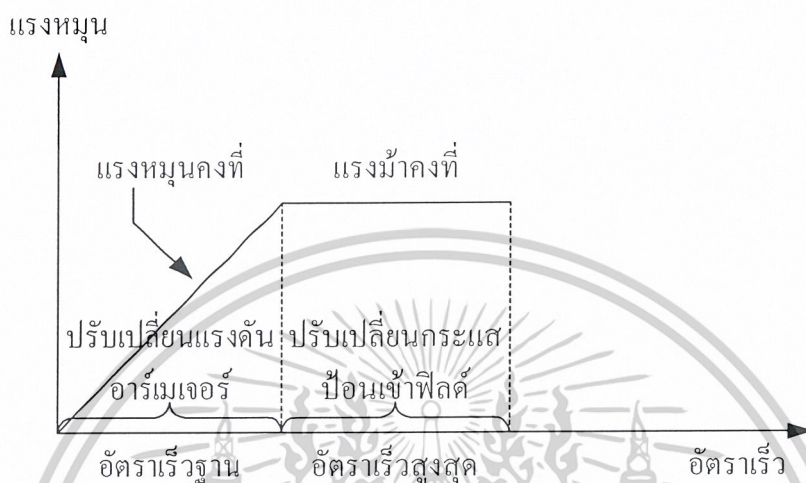 แรงหมุน
แรงหมุนคงที่
แรงม้าคงที่
ปรับเปลี่ยนแรงดัน
อาร์เมเจอร์
ปรับเปลี่ยนกระแส
ป้อนเข้าฟิลด์
อัตราเร็วฐาน
อัตราเร็วสูงสุด
อัตราเร็ว